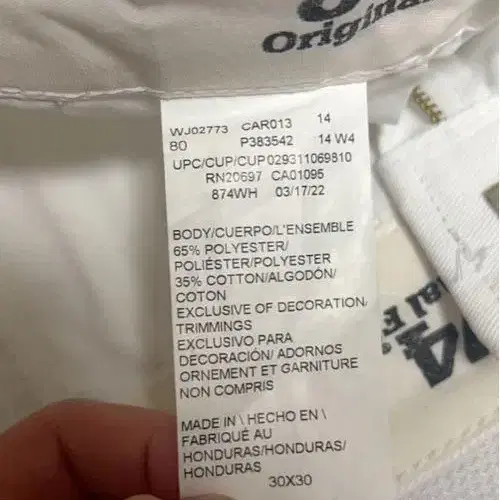 Original
WJ02773 CAR013 14
80 P383542 14 W4
UPC/CUP/CUP029311069810
RN20697 CA01095
874WH 03/17/22
BODY/CUERPO/L'ENSEMBLE
65% POLYESTER/
POLIÉSTER/POLYESTER
35% COTTON/ALGODÓN/
COTON
EXCLUSIVE OF DECORATION/
TRIMMINGS
EXCLUSIVO PARA
DECORACIÓN/ ADORNOS
ORNEMENT ET GARNITURE
NON COMPRIS
MADE IN \ HECHO EN \
FABRIQUÉ AU
HONDURAS/HONDURAS/
HONDURAS
30X30